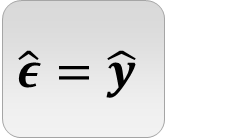 ϵ̂ = ŷ